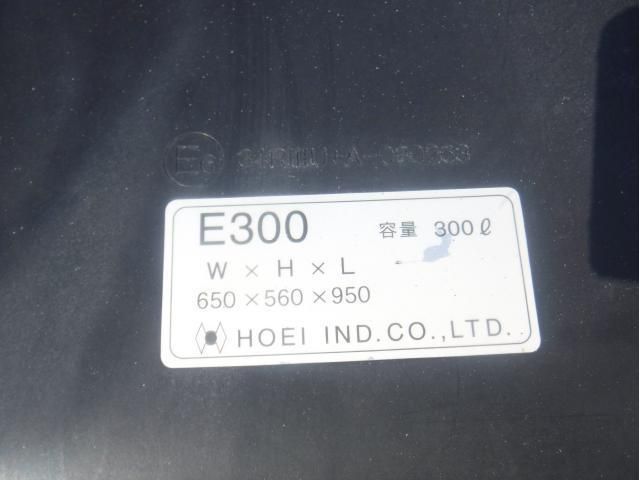 E300 容量 300ℓ
W × H × L
650 × 560 × 950
HOEI IND.CO.,LTD.